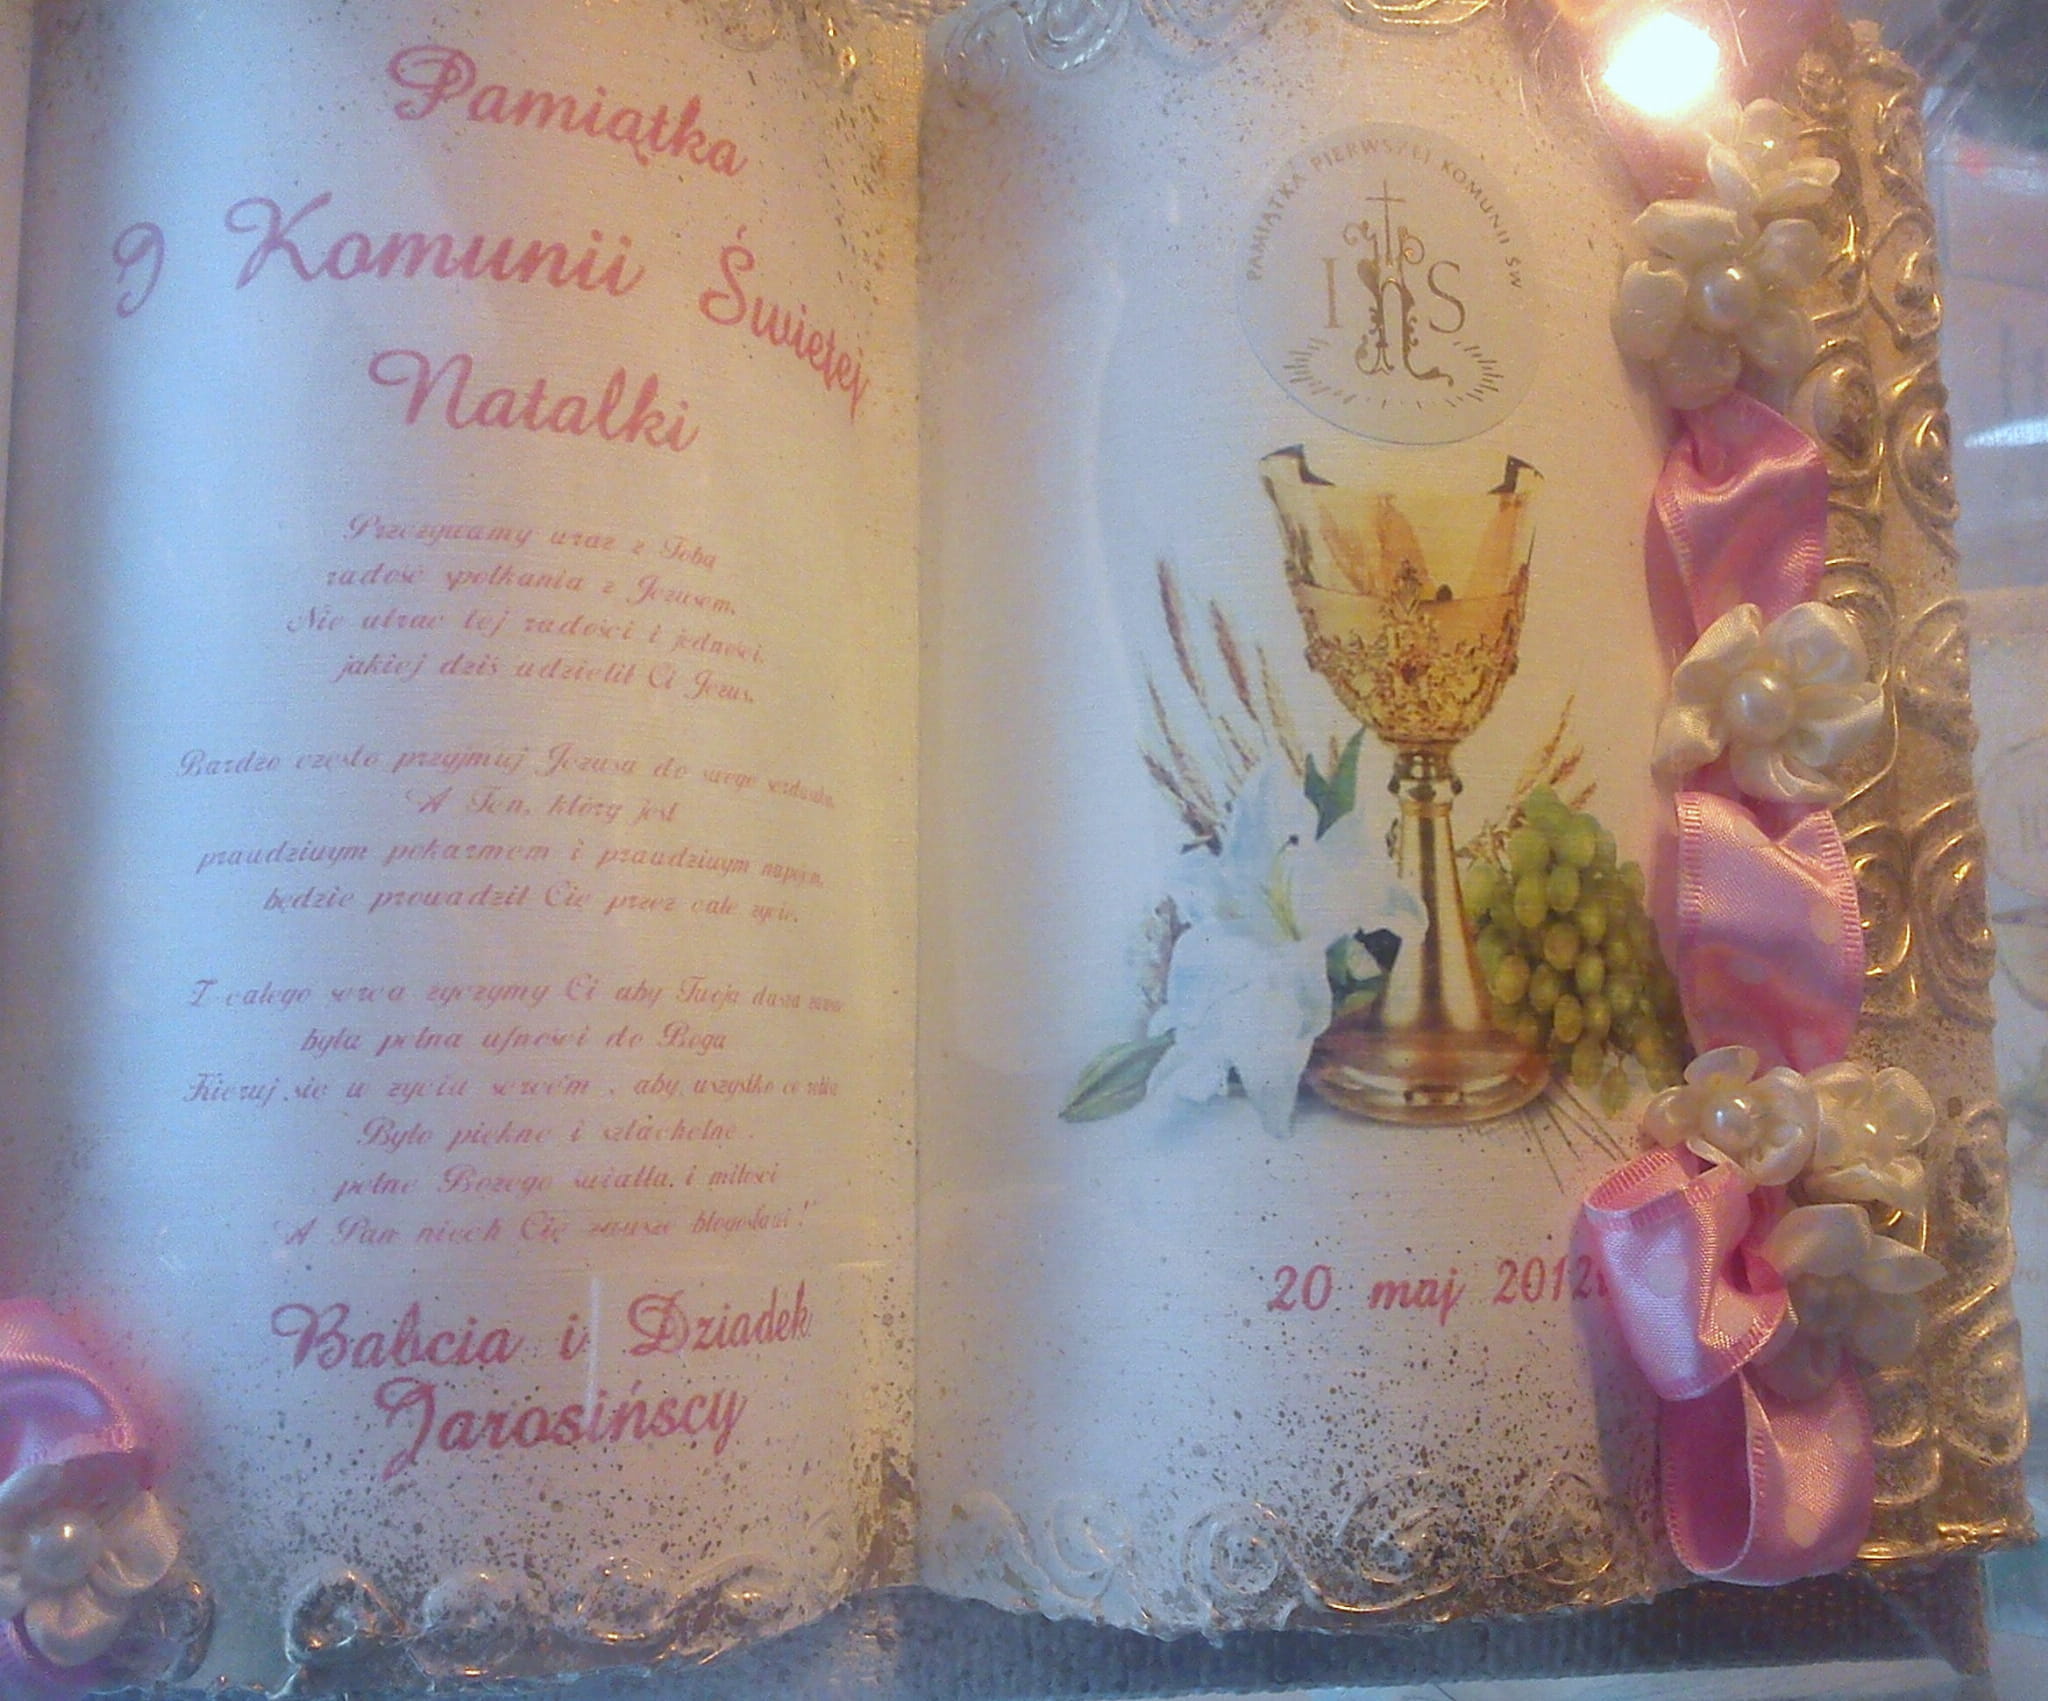 Pamiątka
I Komunii Świętej
Natalki
Przeżywamy wraz z Tobą
radość spotkania z Jezusem.
Nie utrać tej radości i jedności,
jakiej dziś udzielił Ci Jezus.
Bardzo często przyjmuj Jezusa do swego serduszka.
A Ten, który jest
prawdziwym pokarmem i prawdziwym napojem,
będzie prowadził Cię przez całe życie.
Z całego serca życzymy Ci aby Twoja dusza zawsze
była pełna ufności do Boga
Kieruj się w życiu sercem, aby wszystko co robisz
Było piękne i szlachetne,
pełne Bożego światła, i miłości
A Pan niech Cię zawsze błogosławi!"
Babcia i Dziadek
Jarosińscy
PAMIĄTKA PIERWSZEJ KOMUNII ŚW
IHS
20 maj 2012r